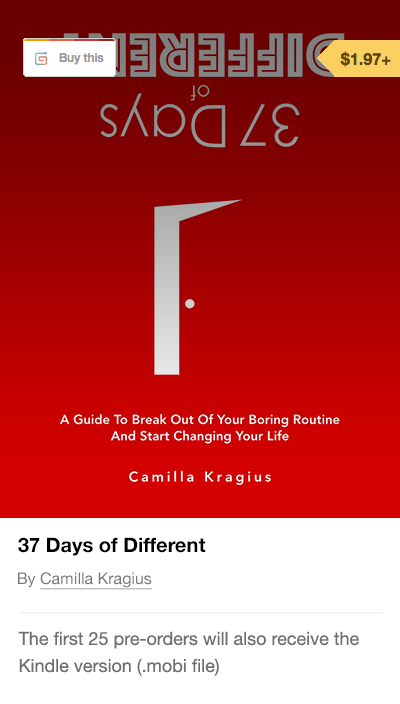 Buy this
$1.97+
37 Days
of
DIFFERENT
A Guide To Break Out Of Your Boring Routine
And Start Changing Your Life
Camilla Kragius
37 Days of Different
By Camilla Kragius
The first 25 pre-orders will also receive the
Kindle version (.mobi file)